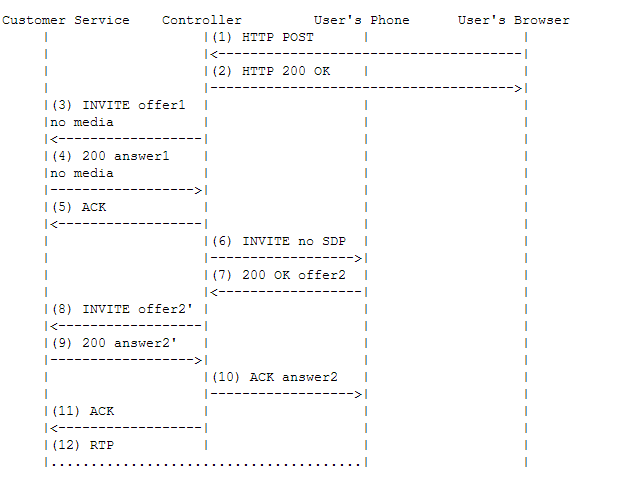 Customer Service    Controller         User's Phone      User's Browser
(1) HTTP POST
(2) HTTP 200 OK
(3) INVITE offer1
no media
(4) 200 answer1
no media
(5) ACK
(6) INVITE no SDP
(7) 200 OK offer2
(8) INVITE offer2'
(9) 200 answer2'
(10) ACK answer2
(11) ACK
(12) RTP